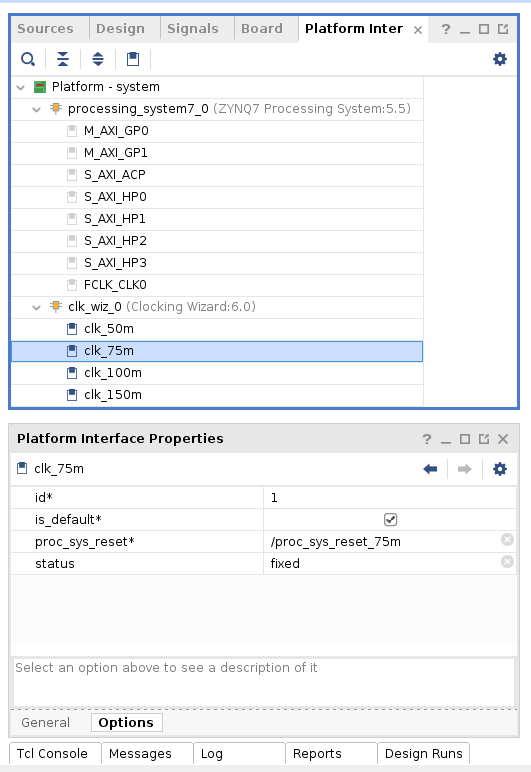 Sources Design Signals Board Platform Inter × ?
Platform - system
processing_system7_0 (ZYNQ7 Processing System:5.5)
M_AXI_GP0
M_AXI_GP1
S_AXI_ACP
S_AXI_HP0
S_AXI_HP1
S_AXI_HP2
S_AXI_HP3
FCLK_CLK0
clk_wiz_0 (Clocking Wizard:6.0)
clk_50m
clk_75m
clk_100m
clk_150m
Platform Interface Properties ?
clk_75m
id* 1
is_default*
proc_sys_reset* /proc_sys_reset_75m
status fixed
Select an option above to see a description of it
General Options
Tcl Console Messages Log Reports Design Runs